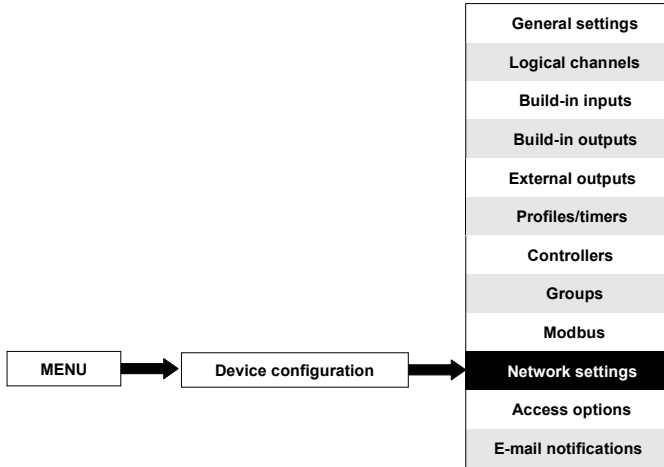 General settings
Logical channels
Build-in inputs
Build-in outputs
External outputs
Profiles/timers
Controllers
Groups
Modbus
MENU
Device configuration
Network settings
Access options
E-mail notifications